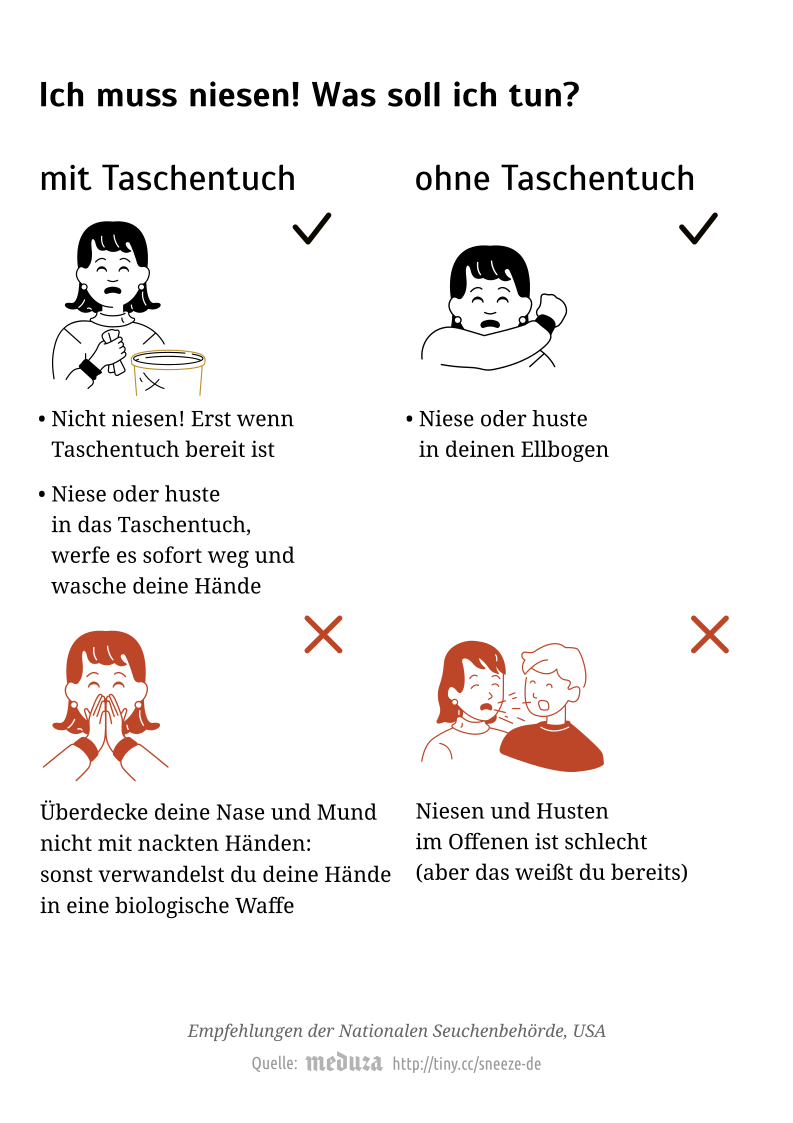 Ich muss niesen! Was soll ich tun?
mit Taschentuch
• Nicht niesen! Erst wenn
Taschentuch bereit ist
• Niese oder huste
in das Taschentuch,
werfe es sofort weg und
wasche deine Hände
Überdecke deine Nase und Mund
nicht mit nackten Händen:
sonst verwandelst du deine Hände
in eine biologische Waffe
ohne Taschentuch
• Niese oder huste
in deinen Ellbogen
Niesen und Husten
im Offenen ist schlecht
(aber das weißt du bereits)
Empfehlungen der Nationalen Seuchenbehörde, USA
Quelle: meduza http://tiny.cc/sneeze-de